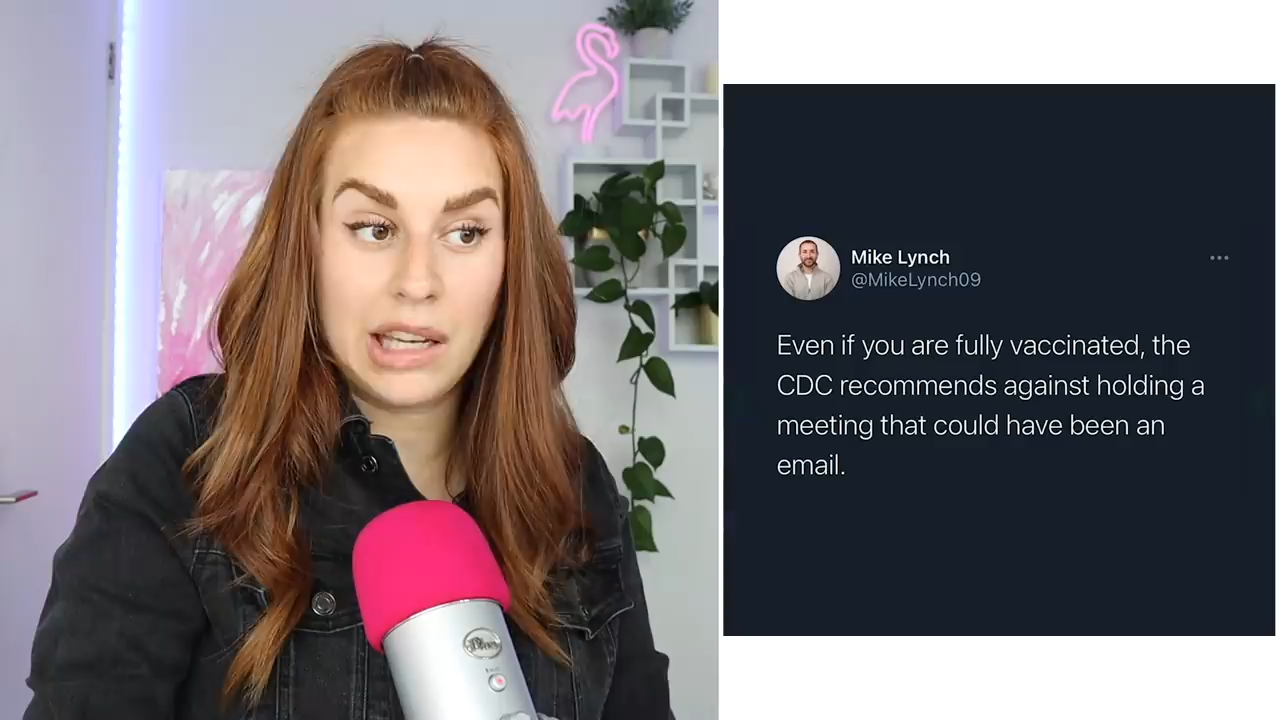 Mike Lynch
@MikeLynch09
Even if you are fully vaccinated, the
CDC recommends against holding a
meeting that could have been an
email.
Blue